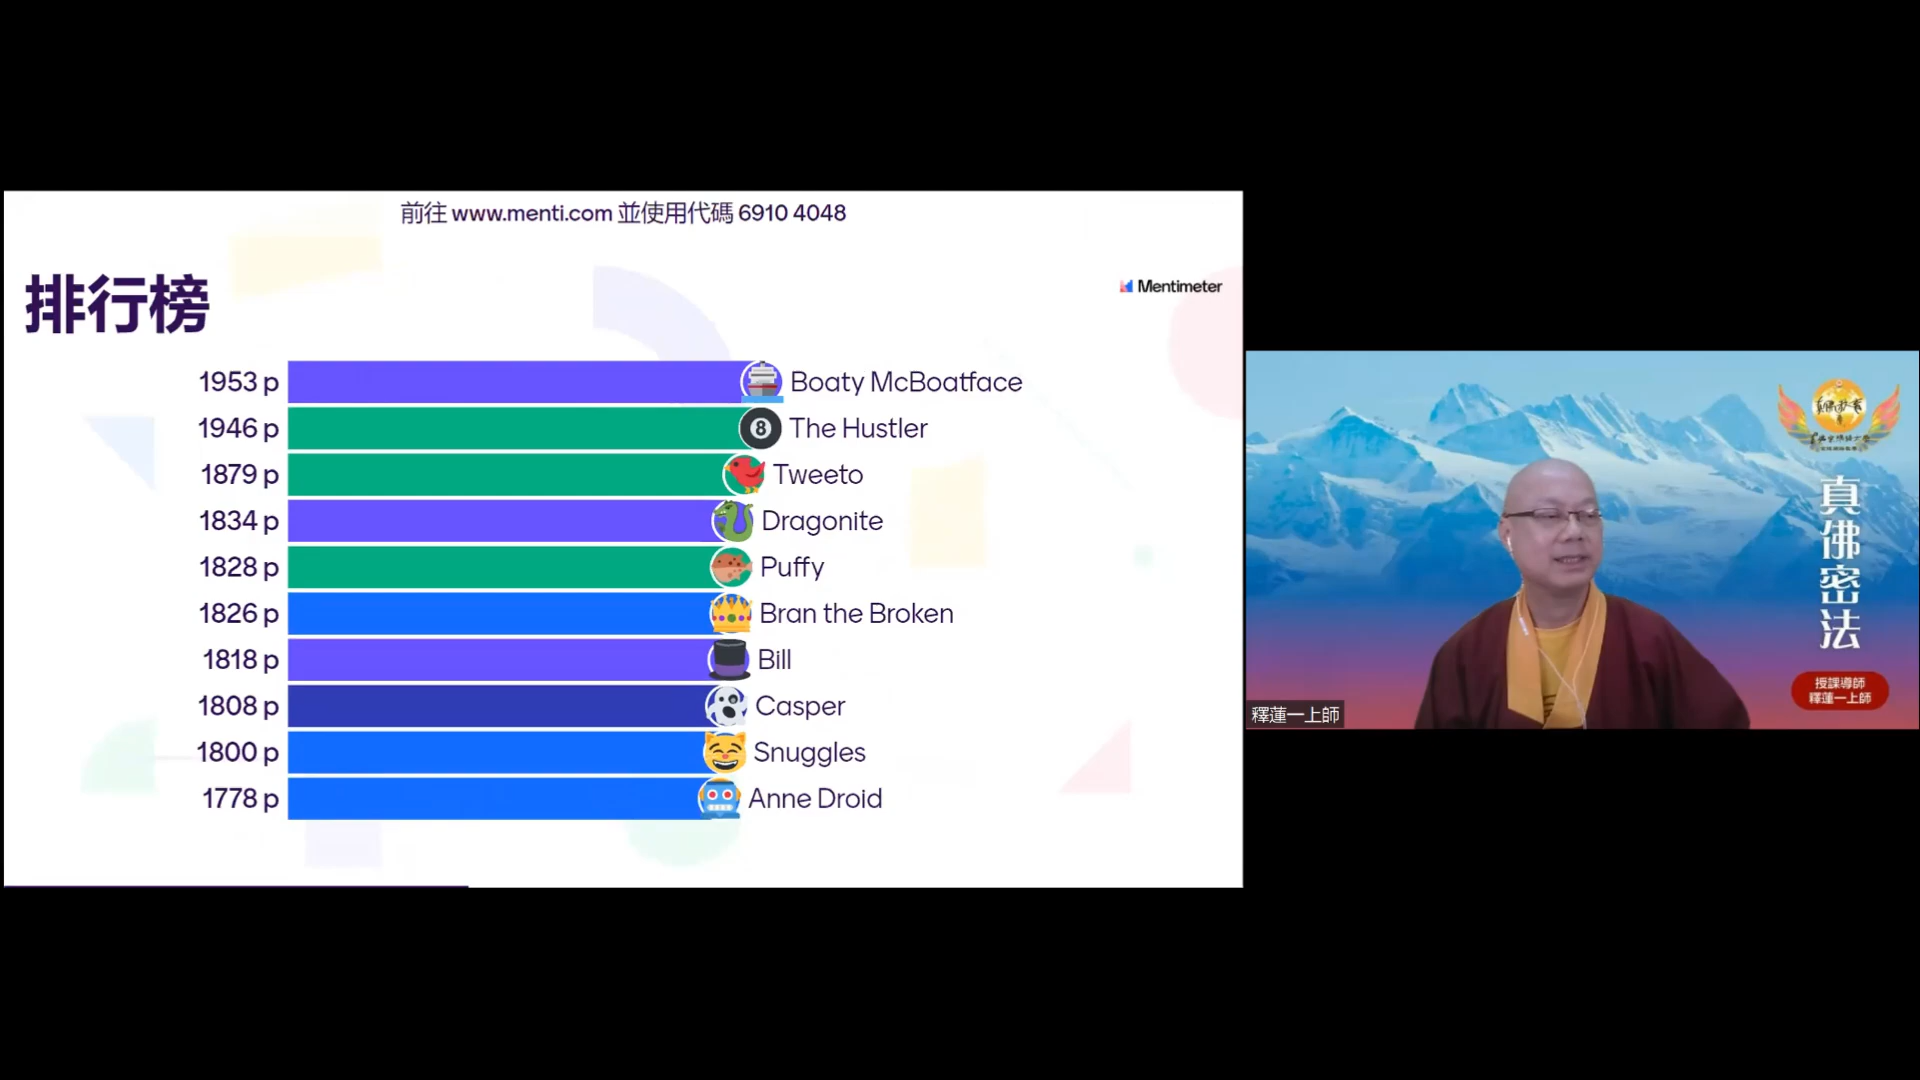 前往 www.menti.com 並使用代碼 6910 4048
排行榜
Mentimeter
1953 p Boaty McBoatface
1946 p 8 The Hustler
1879 p Tweeto
1834 p Dragonite
1828 p Puffy
1826 p Bran the Broken
1818 p Bill
1808 p Casper
1800 p Snuggles
1778 p Anne Droid
真佛密法
授課導師
釋蓮一上師
釋蓮一上師